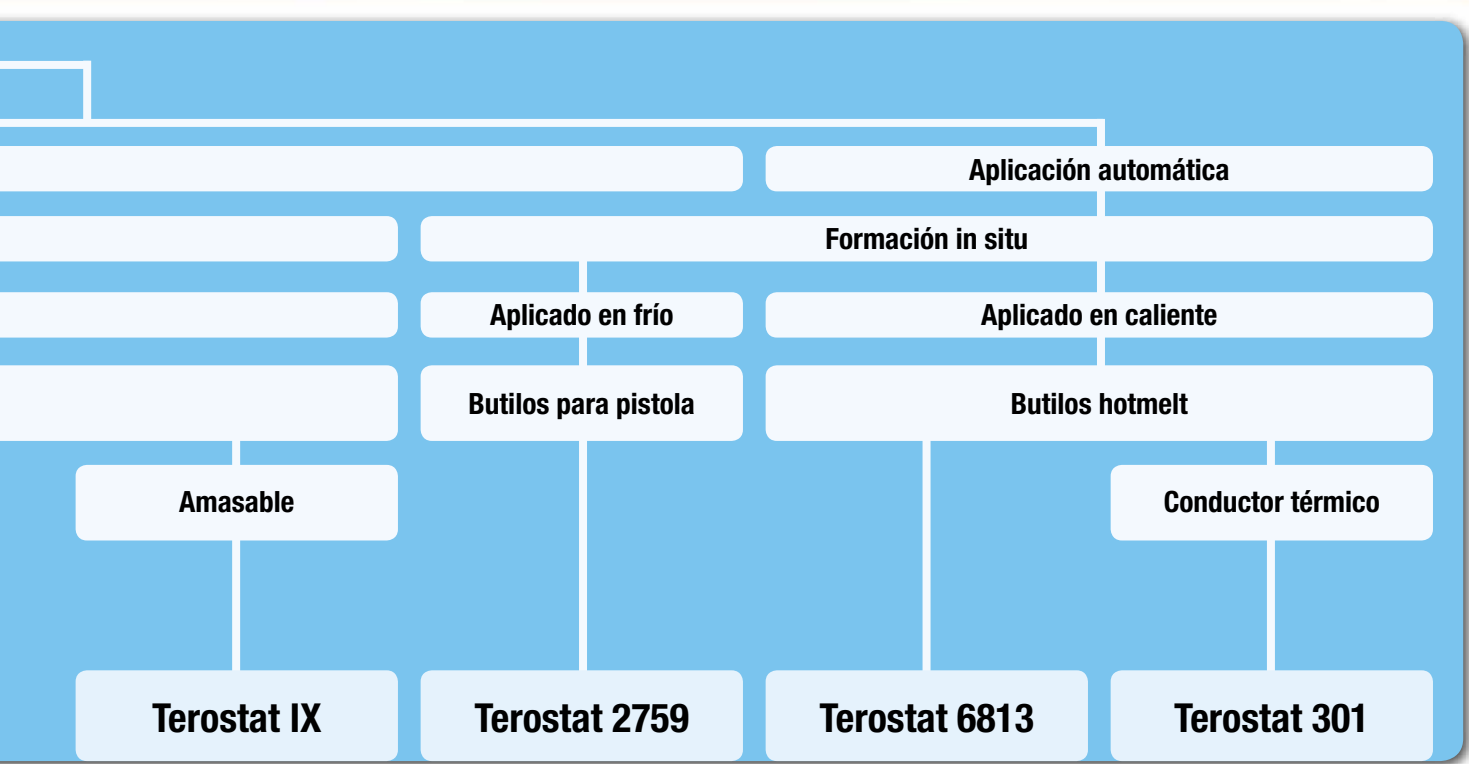 Aplicación automática
Formación in situ
Aplicado en frío
Aplicado en caliente
Butilos para pistola
Butilos hotmelt
Amasable
Conductor térmico
Terostat IX
Terostat 2759
Terostat 6813
Terostat 301